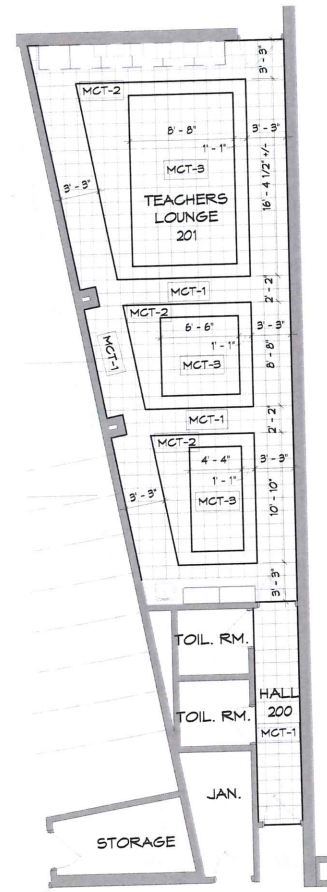 3' - 3"
MCT-2
8' - 8"
3' - 3"
1' - 1"
MCT-3
16' - 4 1/2" +/-
3' - 3"
TEACHERS
LOUNGE
201
MCT-1
2' - 2"
MCT-2
6' - 6"
3' - 3"
1' - 1"
MCT-1
MCT-3
8' - 8"
MCT-1
2' - 2"
MCT-2
4' - 4"
3' - 3"
1' - 1"
3' - 3"
MCT-3
10' - 10"
3' - 3"
TOIL. RM.
HALL
200
TOIL. RM.
MCT-1
JAN.
STORAGE